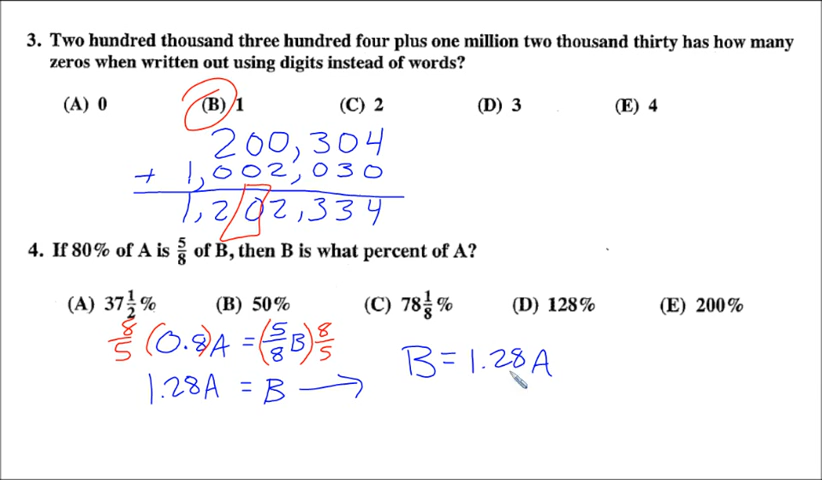 3. Two hundred thousand three hundred four plus one million two thousand thirty has how many
zeros when written out using digits instead of words?
(A) 0 (B) 1 (C) 2 (D) 3 (E) 4
200,304
+ 1,002,030
1,202,334
4. If 80% of A is 5/8 of B, then B is what percent of A?
(A) 37 1/2 % (B) 50% (C) 78 1/8 % (D) 128% (E) 200%
8/5 (0.8)A = (5/8 B) 8/5
1.28A = B → B = 1.28A